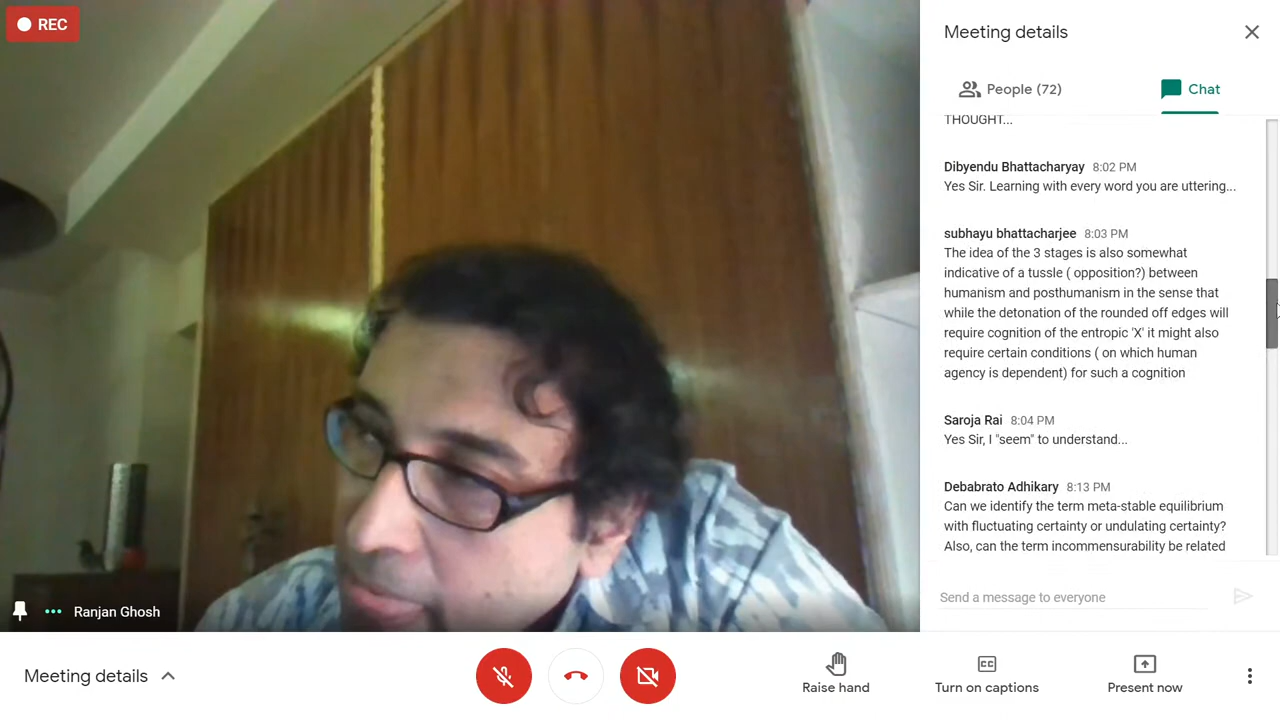 REC
Meeting details
People (72)
Chat
THOUGHT...
Dibyendu Bhattacharyay 8:02 PM
Yes Sir. Learning with every word you are uttering...
subhayu bhattacharjee 8:03 PM
The idea of the 3 stages is also somewhat
indicative of a tussle ( opposition?) between
humanism and posthumanism in the sense that
while the detonation of the rounded off edges will
require cognition of the entropic 'X' it might also
require certain conditions ( on which human
agency is dependent) for such a cognition
Saroja Rai 8:04 PM
Yes Sir, I "seem" to understand...
Debabrato Adhikary 8:13 PM
Can we identify the term meta-stable equilibrium
with fluctuating certainty or undulating certainty?
Also, can the term incommensurability be related
Send a message to everyone
Ranjan Ghosh
Meeting details
Raise hand
Turn on captions
Present now